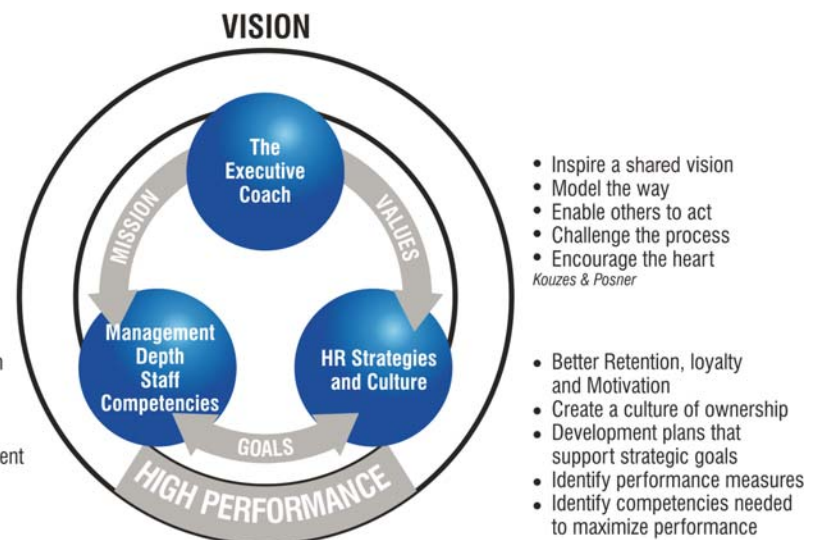 VISION
The
Executive
Coach
MISSION
VALUES
Management
Depth
Staff
Competencies
HR Strategies
and Culture
GOALS
HIGH PERFORMANCE
• Inspire a shared vision
• Model the way
• Enable others to act
• Challenge the process
• Encourage the heart
Kouzes & Posner
• Better Retention, loyalty
and Motivation
• Create a culture of ownership
• Development plans that
support strategic goals
• Identify performance measures
• Identify competencies needed
to maximize performance